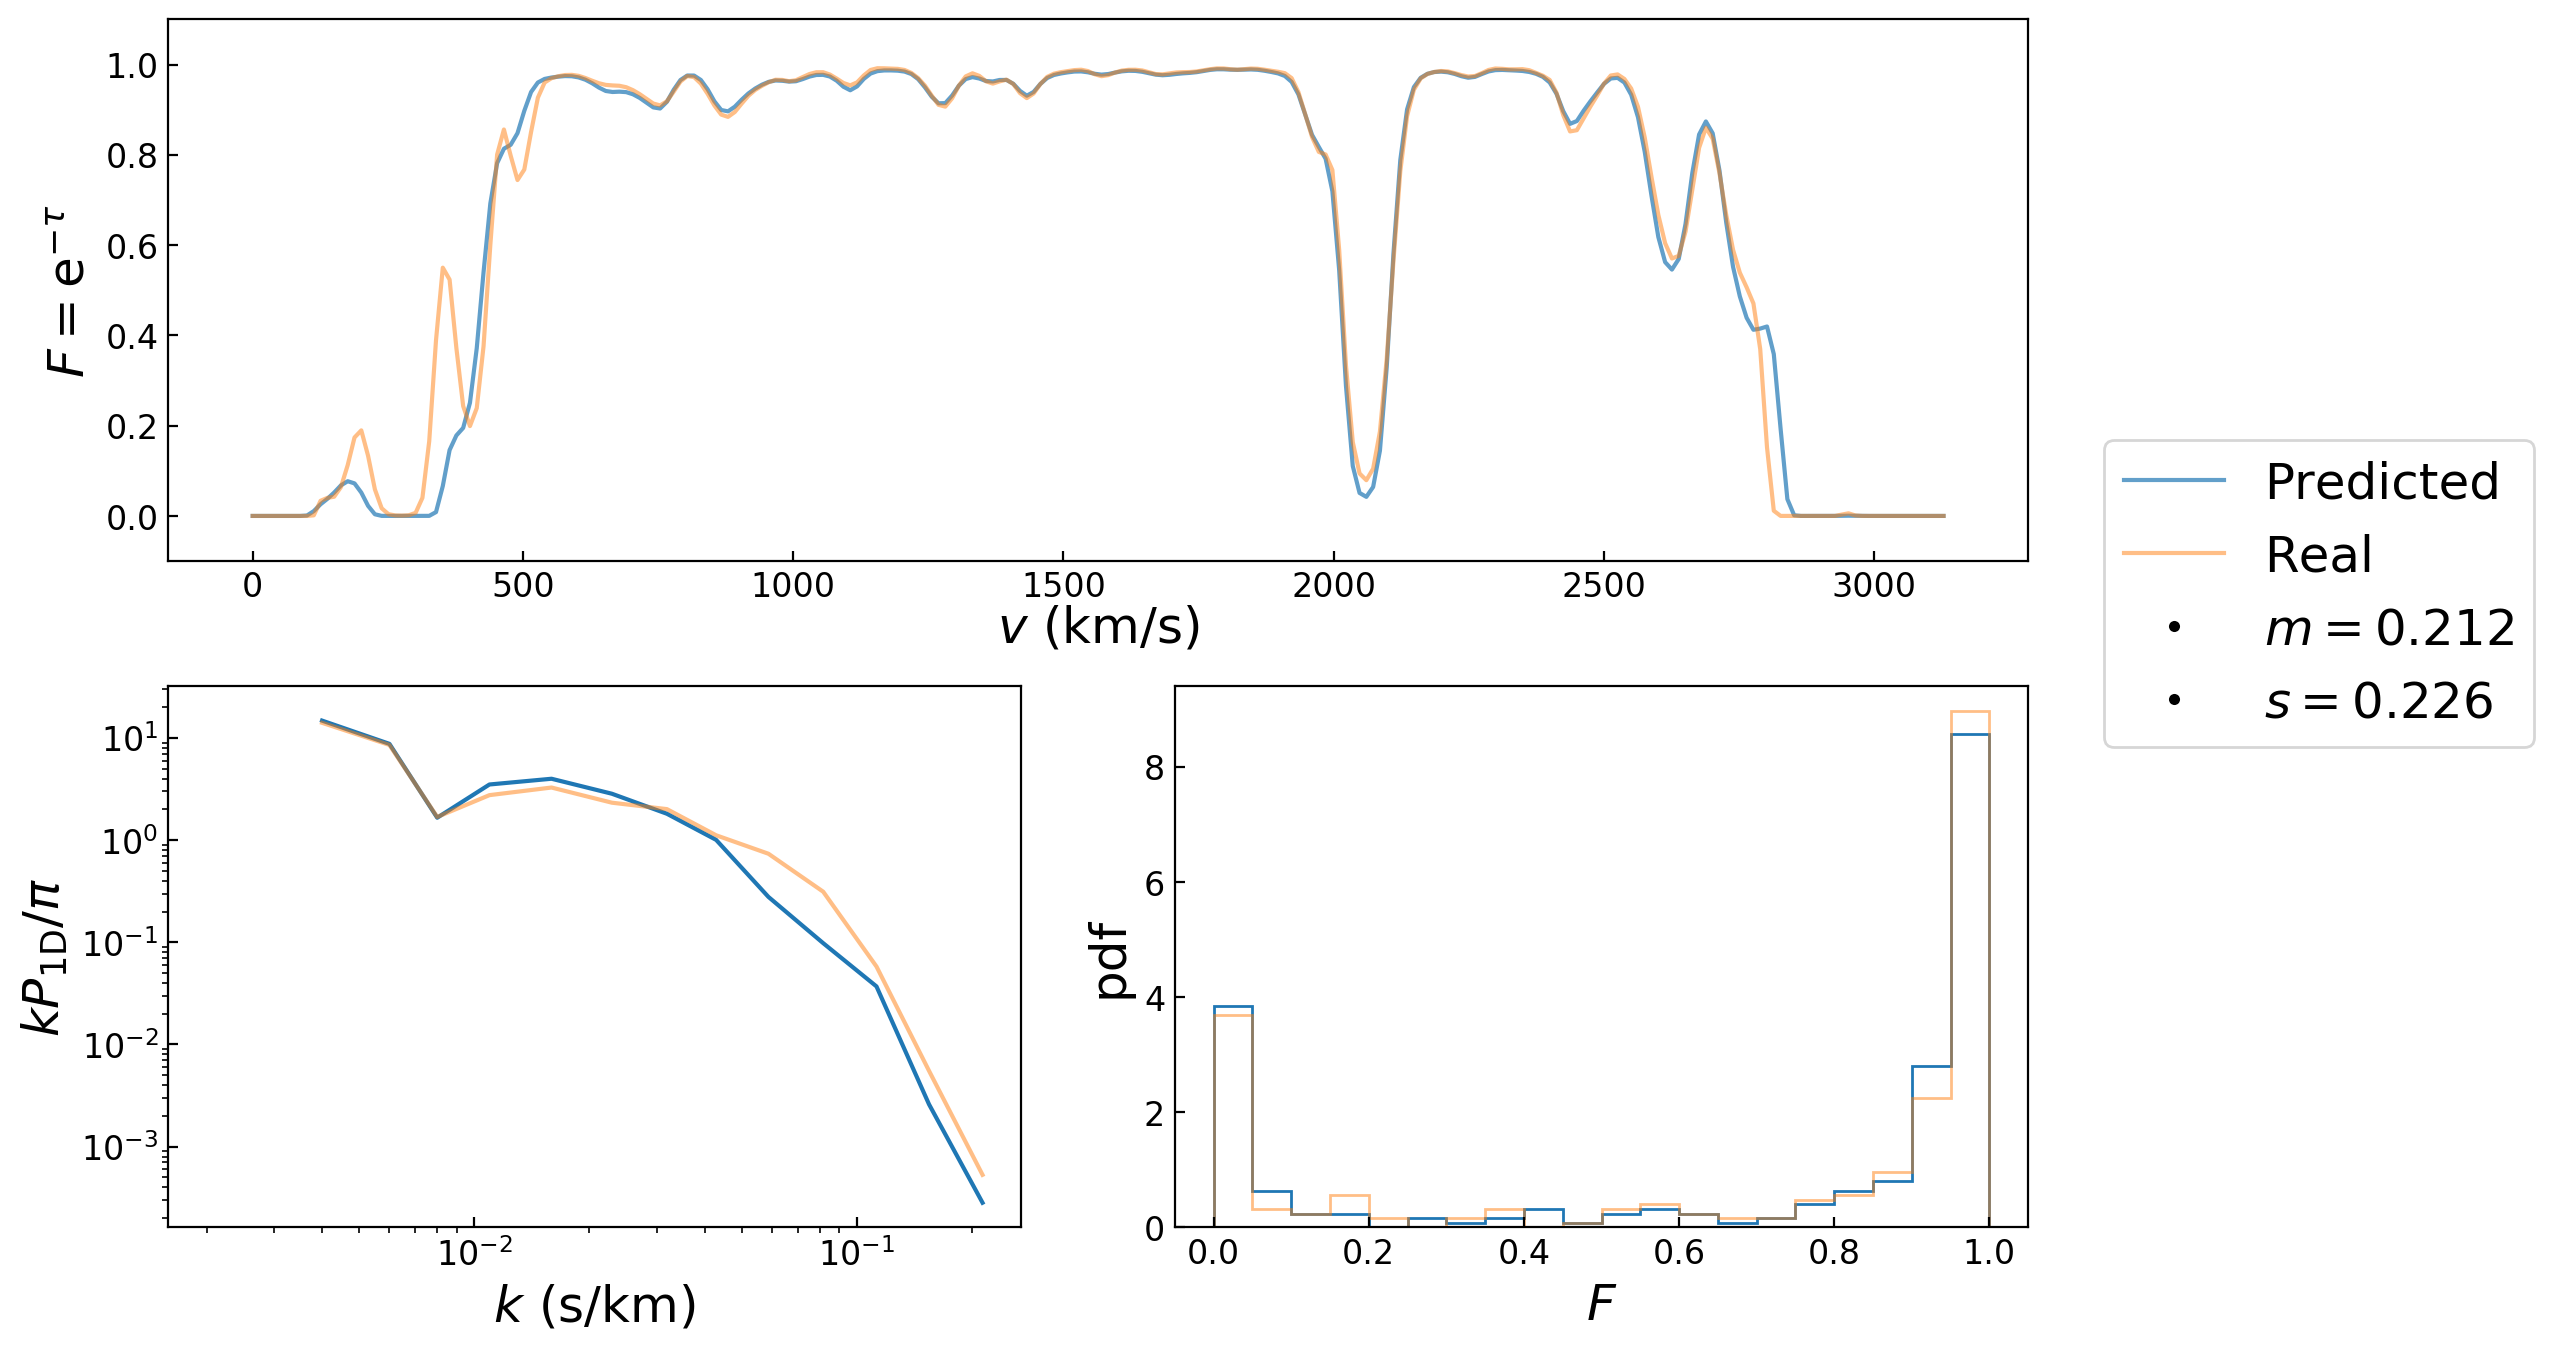 F = e^{−τ}
1.0
0.8
0.6
0.4
0.2
0.0
0 500 1000 1500 2000 2500 3000
v (km/s)
Predicted
Real
m = 0.212
s = 0.226
kP_{1D}/π
10^1
10^0
10^{−1}
10^{−2}
10^{−3}
10^{−2} 10^{−1}
k (s/km)
pdf
8
6
4
2
0
0.0 0.2 0.4 0.6 0.8 1.0
F